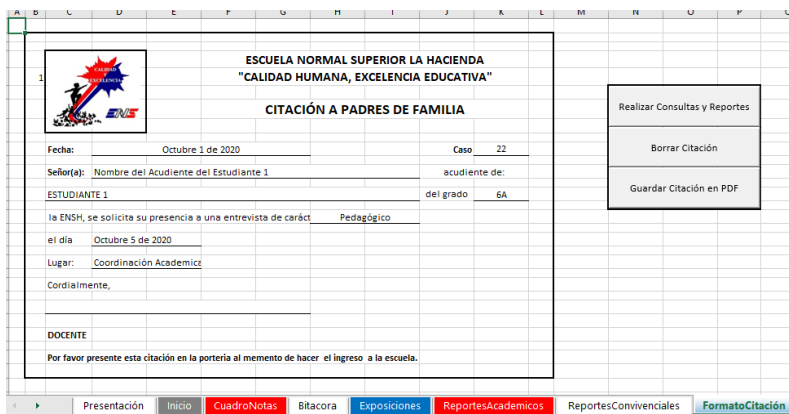 A B C D E F G H I J K L M N O P
ESCUELA NORMAL SUPERIOR LA HACIENDA
1 "CALIDAD HUMANA, EXCELENCIA EDUCATIVA"
CALIDAD
EXCELENCIA
ENS
CITACIÓN A PADRES DE FAMILIA
Realizar Consultas y Reportes
Borrar Citación
Guardar Citación en PDF
Fecha: Octubre 1 de 2020 Caso 22
Señor(a): Nombre del Acudiente del Estudiante 1 acudiente de:
ESTUDIANTE 1 del grado 6A
la ENSH, se solicita su presencia a una entrevista de caráct Pedagógico
el día Octubre 5 de 2020
Lugar: Coordinación Academica
Cordialmente,
DOCENTE
Por favor presente esta citación en la porteria al memento de hacer el ingreso a la escuela.
Presentación Inicio CuadroNotas Bitacora Exposiciones ReportesAcademicos ReportesConvivenciales FormatoCitación